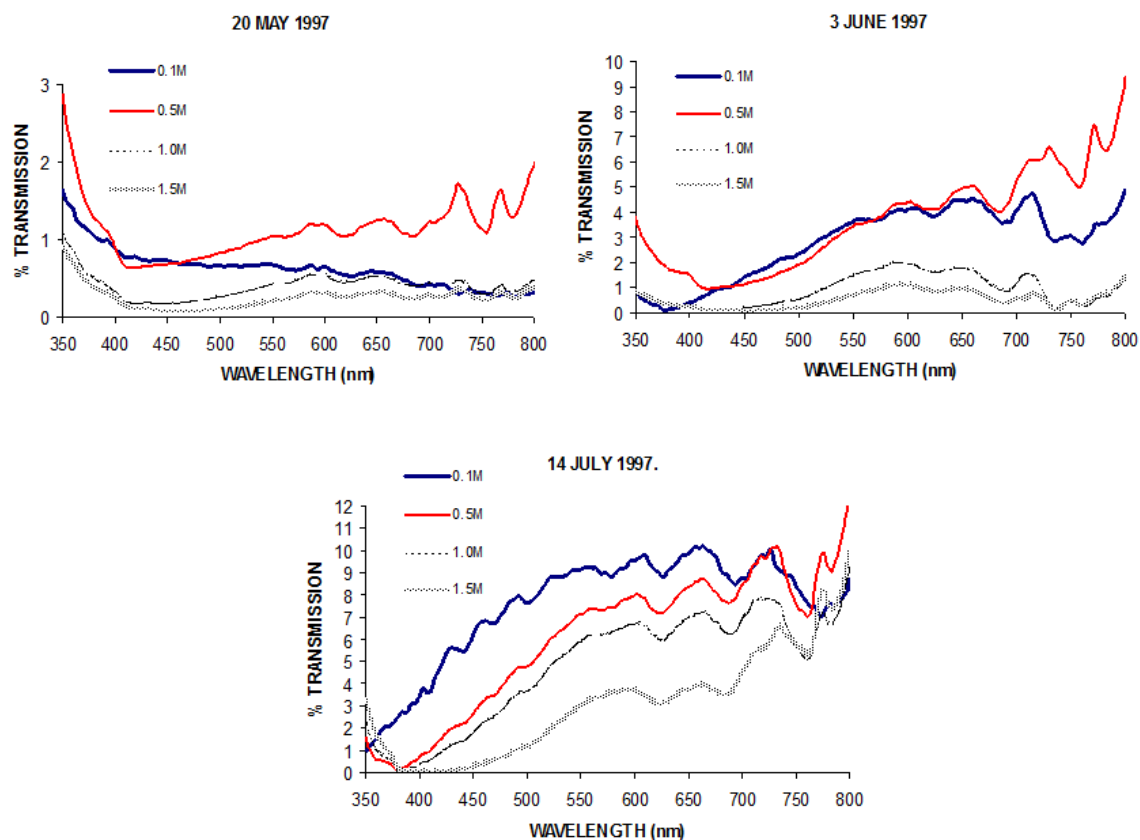 20 MAY 1997
0.1M
0.5M
1.0M
1.5M
% TRANSMISSION
3
2
1
0
350 400 450 500 550 600 650 700 750 800
WAVELENGTH (nm)
3 JUNE 1997
0.1M
0.5M
1.0M
1.5M
% TRANSMISSION
10
9
8
7
6
5
4
3
2
1
0
350 400 450 500 550 600 650 700 750 800
WAVELENGTH (nm)
14 JULY 1997.
0.1M
0.5M
1.0M
1.5M
% TRANSMISSION
12
11
10
9
8
7
6
5
4
3
2
1
0
350 400 450 500 550 600 650 700 750 800
WAVELENGTH (nm)